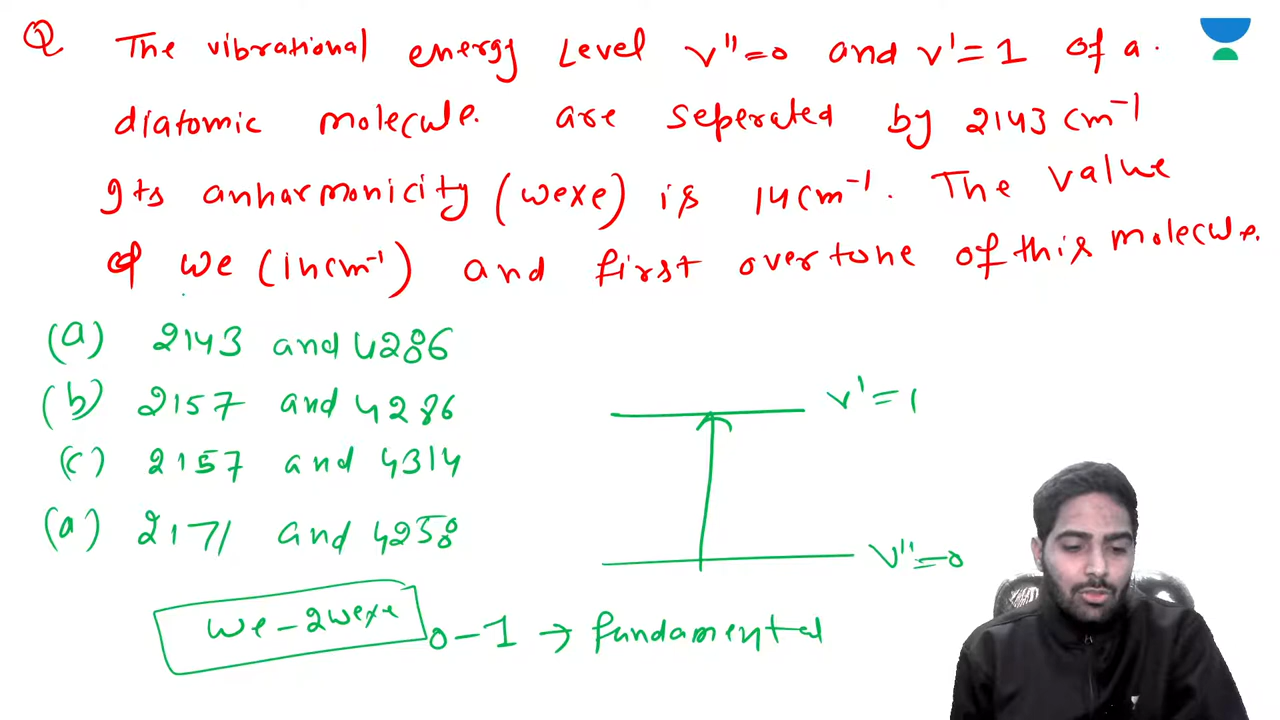 Q The vibrational energy level v''=0 and v'=1 of a.
diatomic molecule. are seperated by 2143 cm⁻¹
Its anharmonicity (wexe) is 14 cm⁻¹. The value
of we (in cm⁻¹) and first overtone of this molecule.
(a) 2143 and 4286
(b) 2157 and 4286
(c) 2157 and 4314
(a) 2171 and 4258
v'=1
v''=0
we-2wexe
0-1 → fundamental